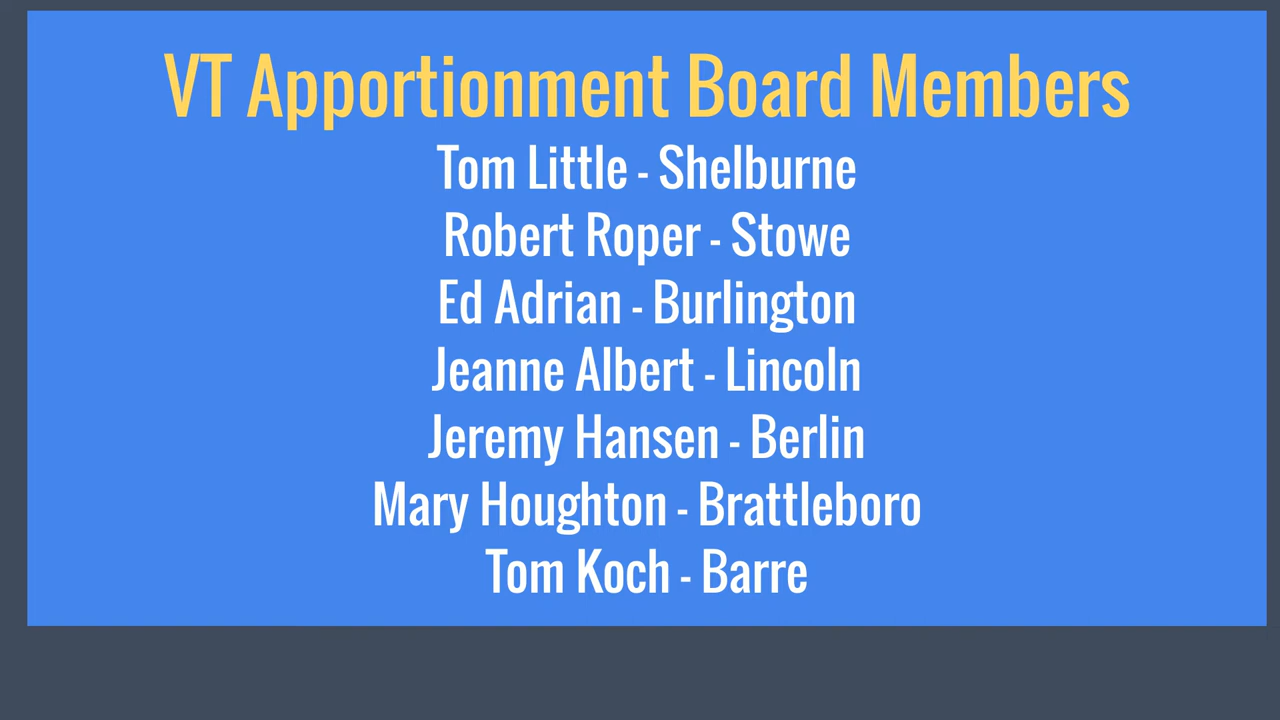 VT Apportionment Board Members
Tom Little - Shelburne
Robert Roper - Stowe
Ed Adrian - Burlington
Jeanne Albert - Lincoln
Jeremy Hansen - Berlin
Mary Houghton - Brattleboro
Tom Koch - Barre